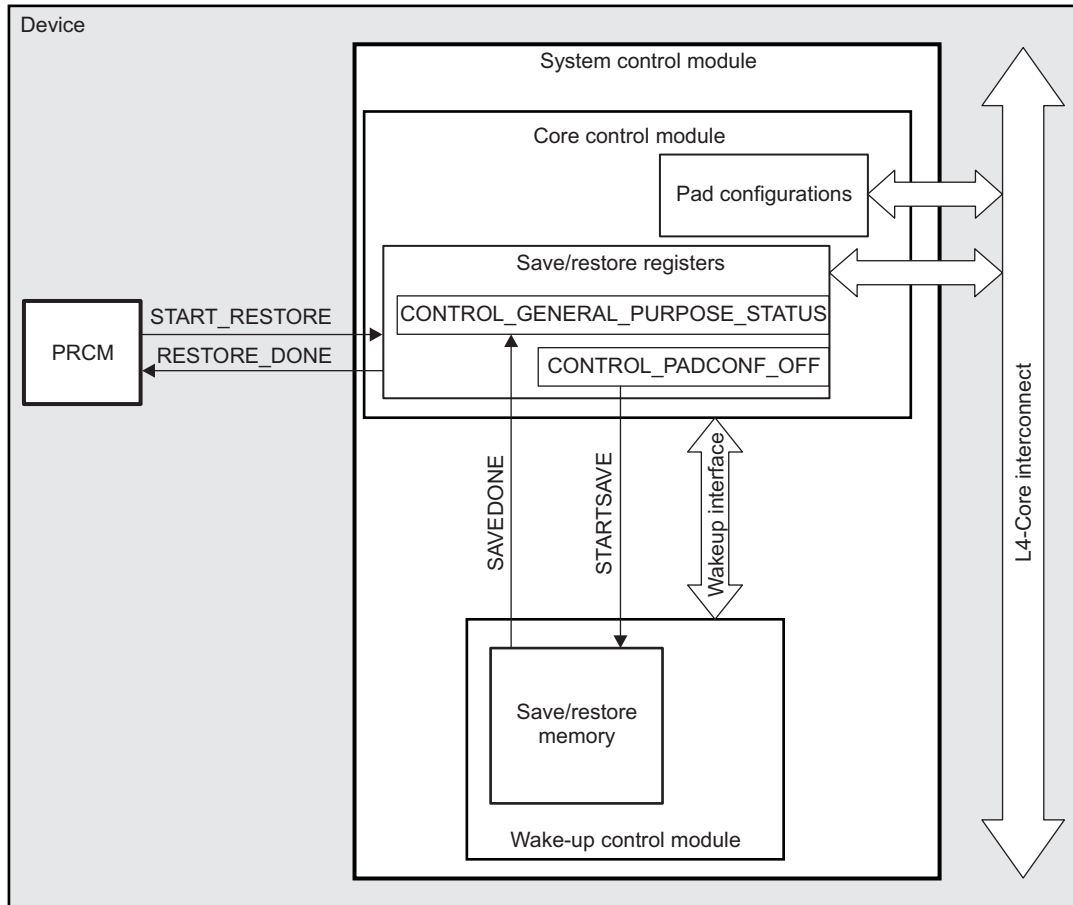 Device
System control module
Core control module
Pad configurations
Save/restore registers
CONTROL_GENERAL_PURPOSE_STATUS
CONTROL_PADCONF_OFF
START_RESTORE
PRCM
RESTORE_DONE
SAVEDONE
STARTSAVE
Wakeup interface
L4-Core interconnect
Save/restore
memory
Wake-up control module